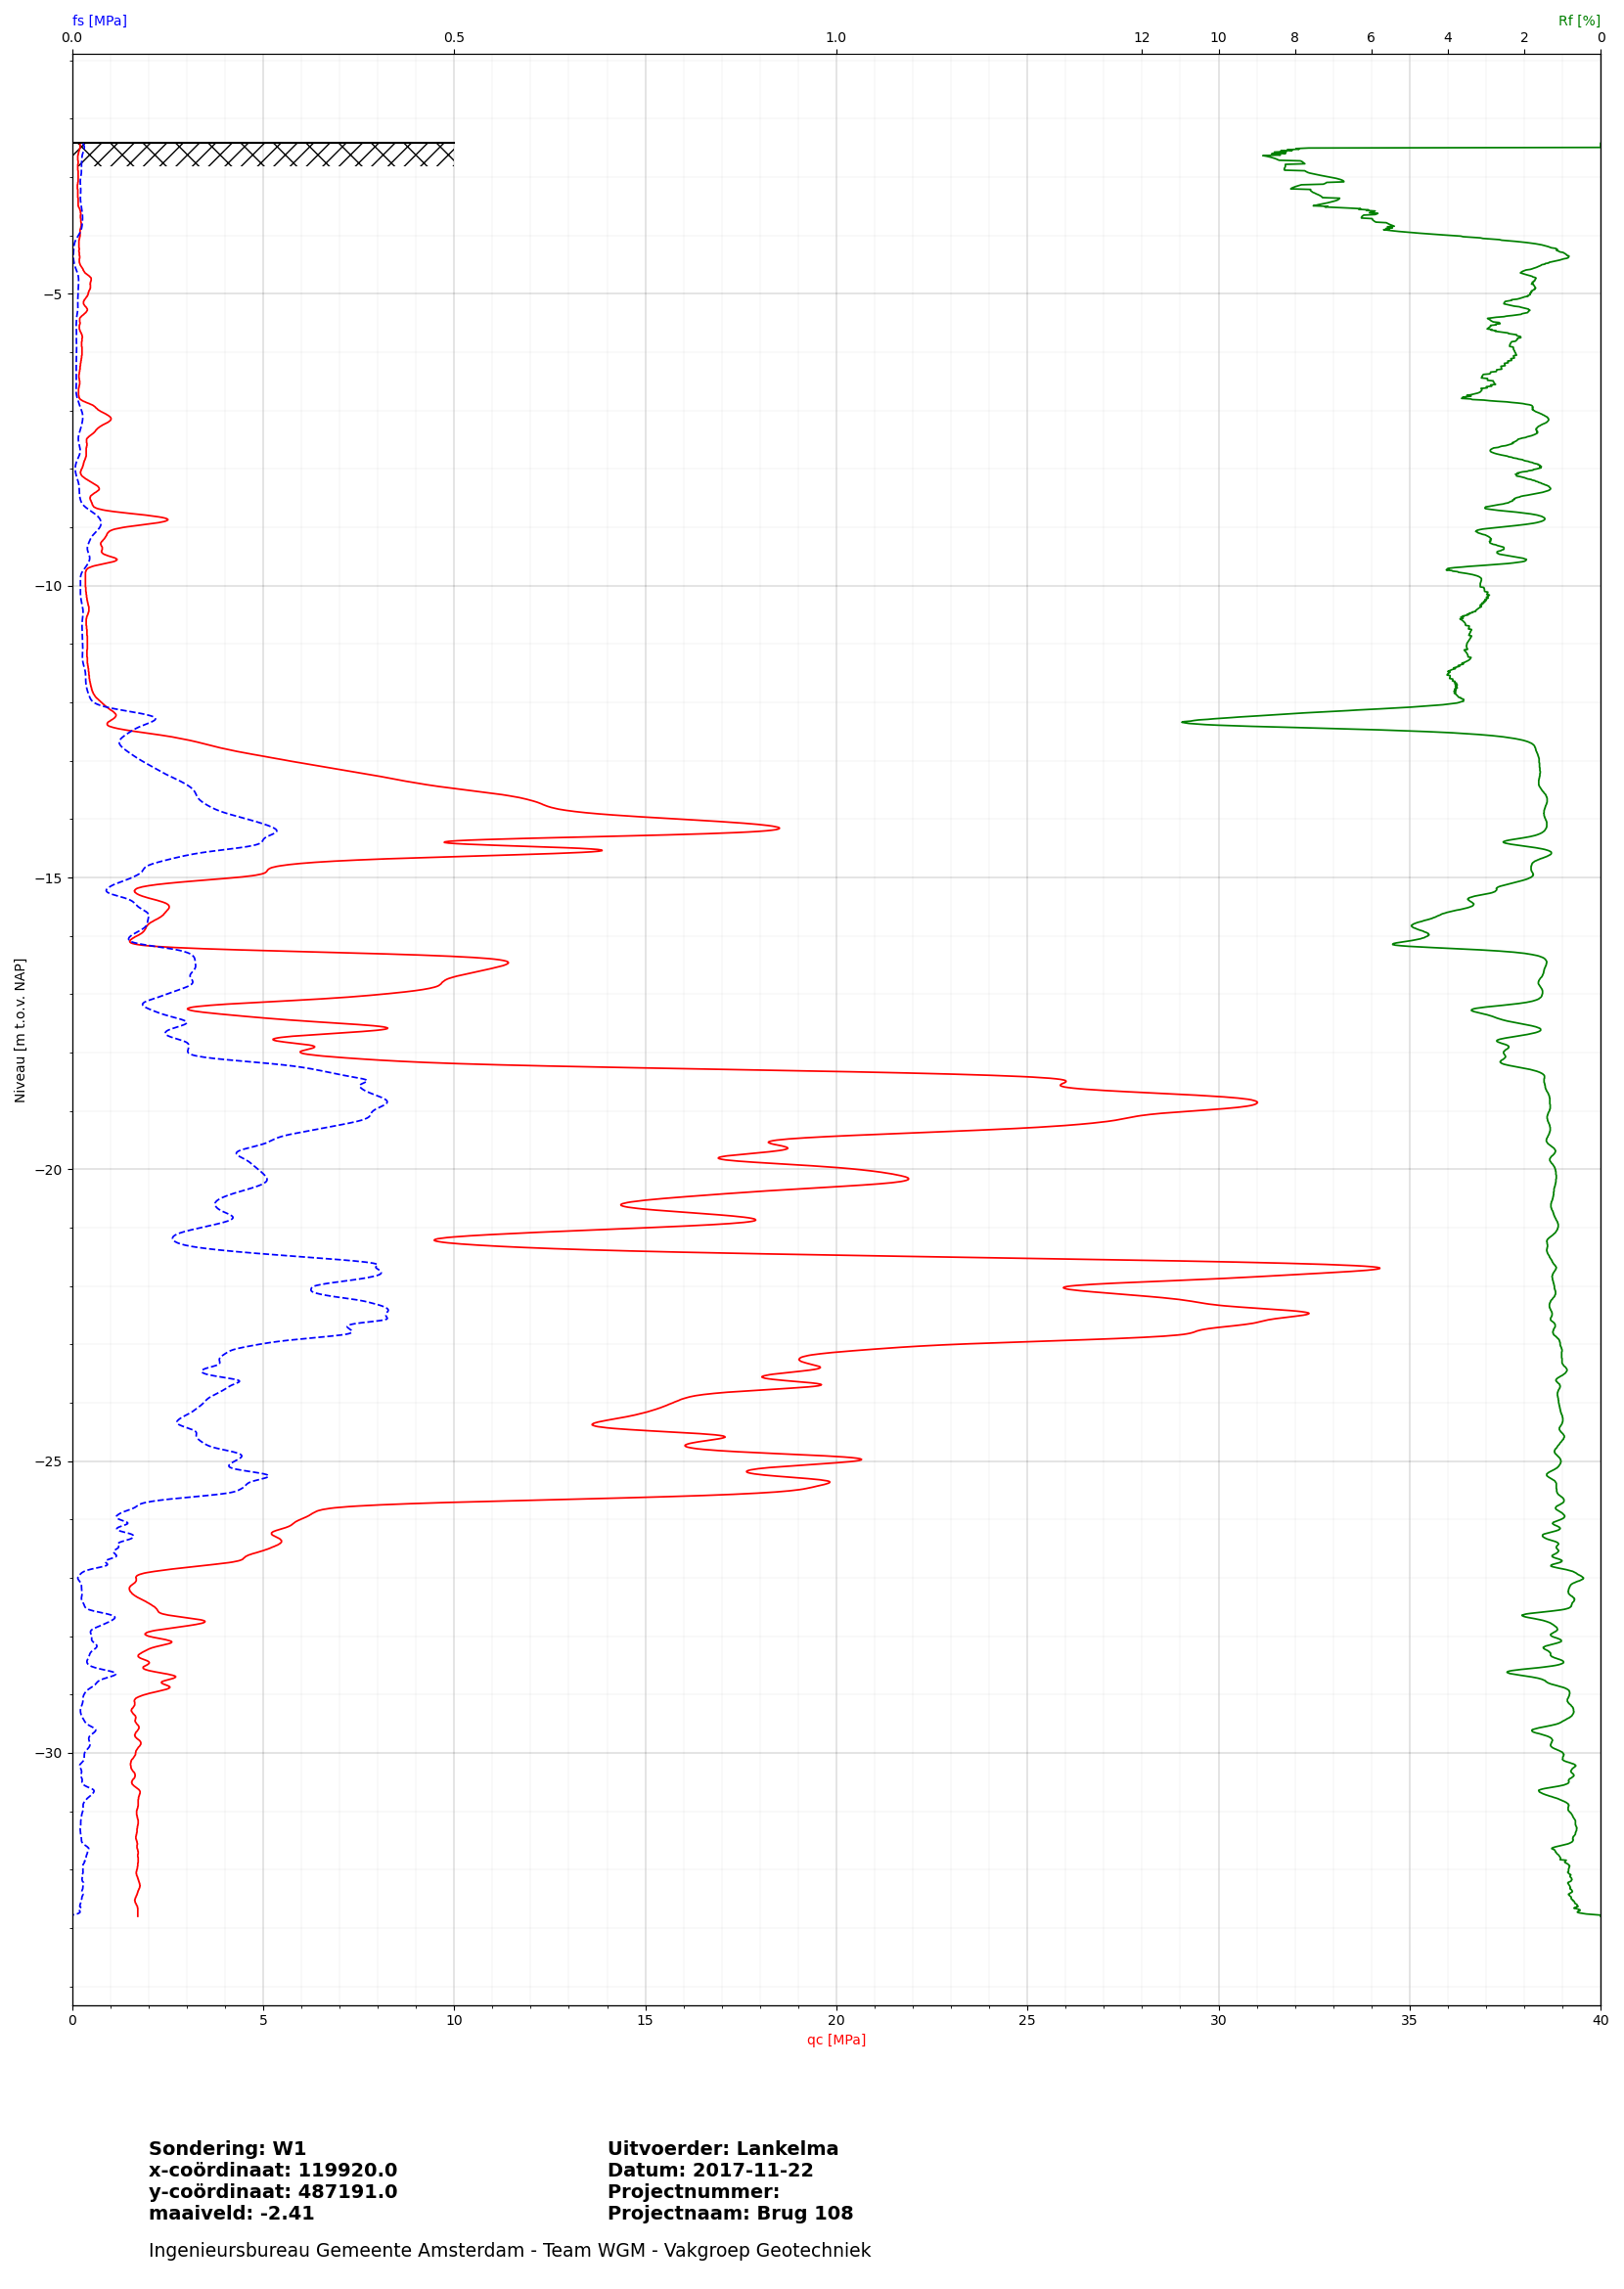 fs [MPa] Rf [%]
0.0 0.5 1.0 12 10 8 6 4 2 0
−5
−10
−15
Niveau [m t.o.v. NAP]
−20
−25
−30
0 5 10 15 20 25 30 35 40
qc [MPa]
Sondering: W1 Uitvoerder: Lankelma
x-coördinaat: 119920.0 Datum: 2017-11-22
y-coördinaat: 487191.0 Projectnummer:
maaiveld: -2.41 Projectnaam: Brug 108
Ingenieursbureau Gemeente Amsterdam - Team WGM - Vakgroep Geotechniek